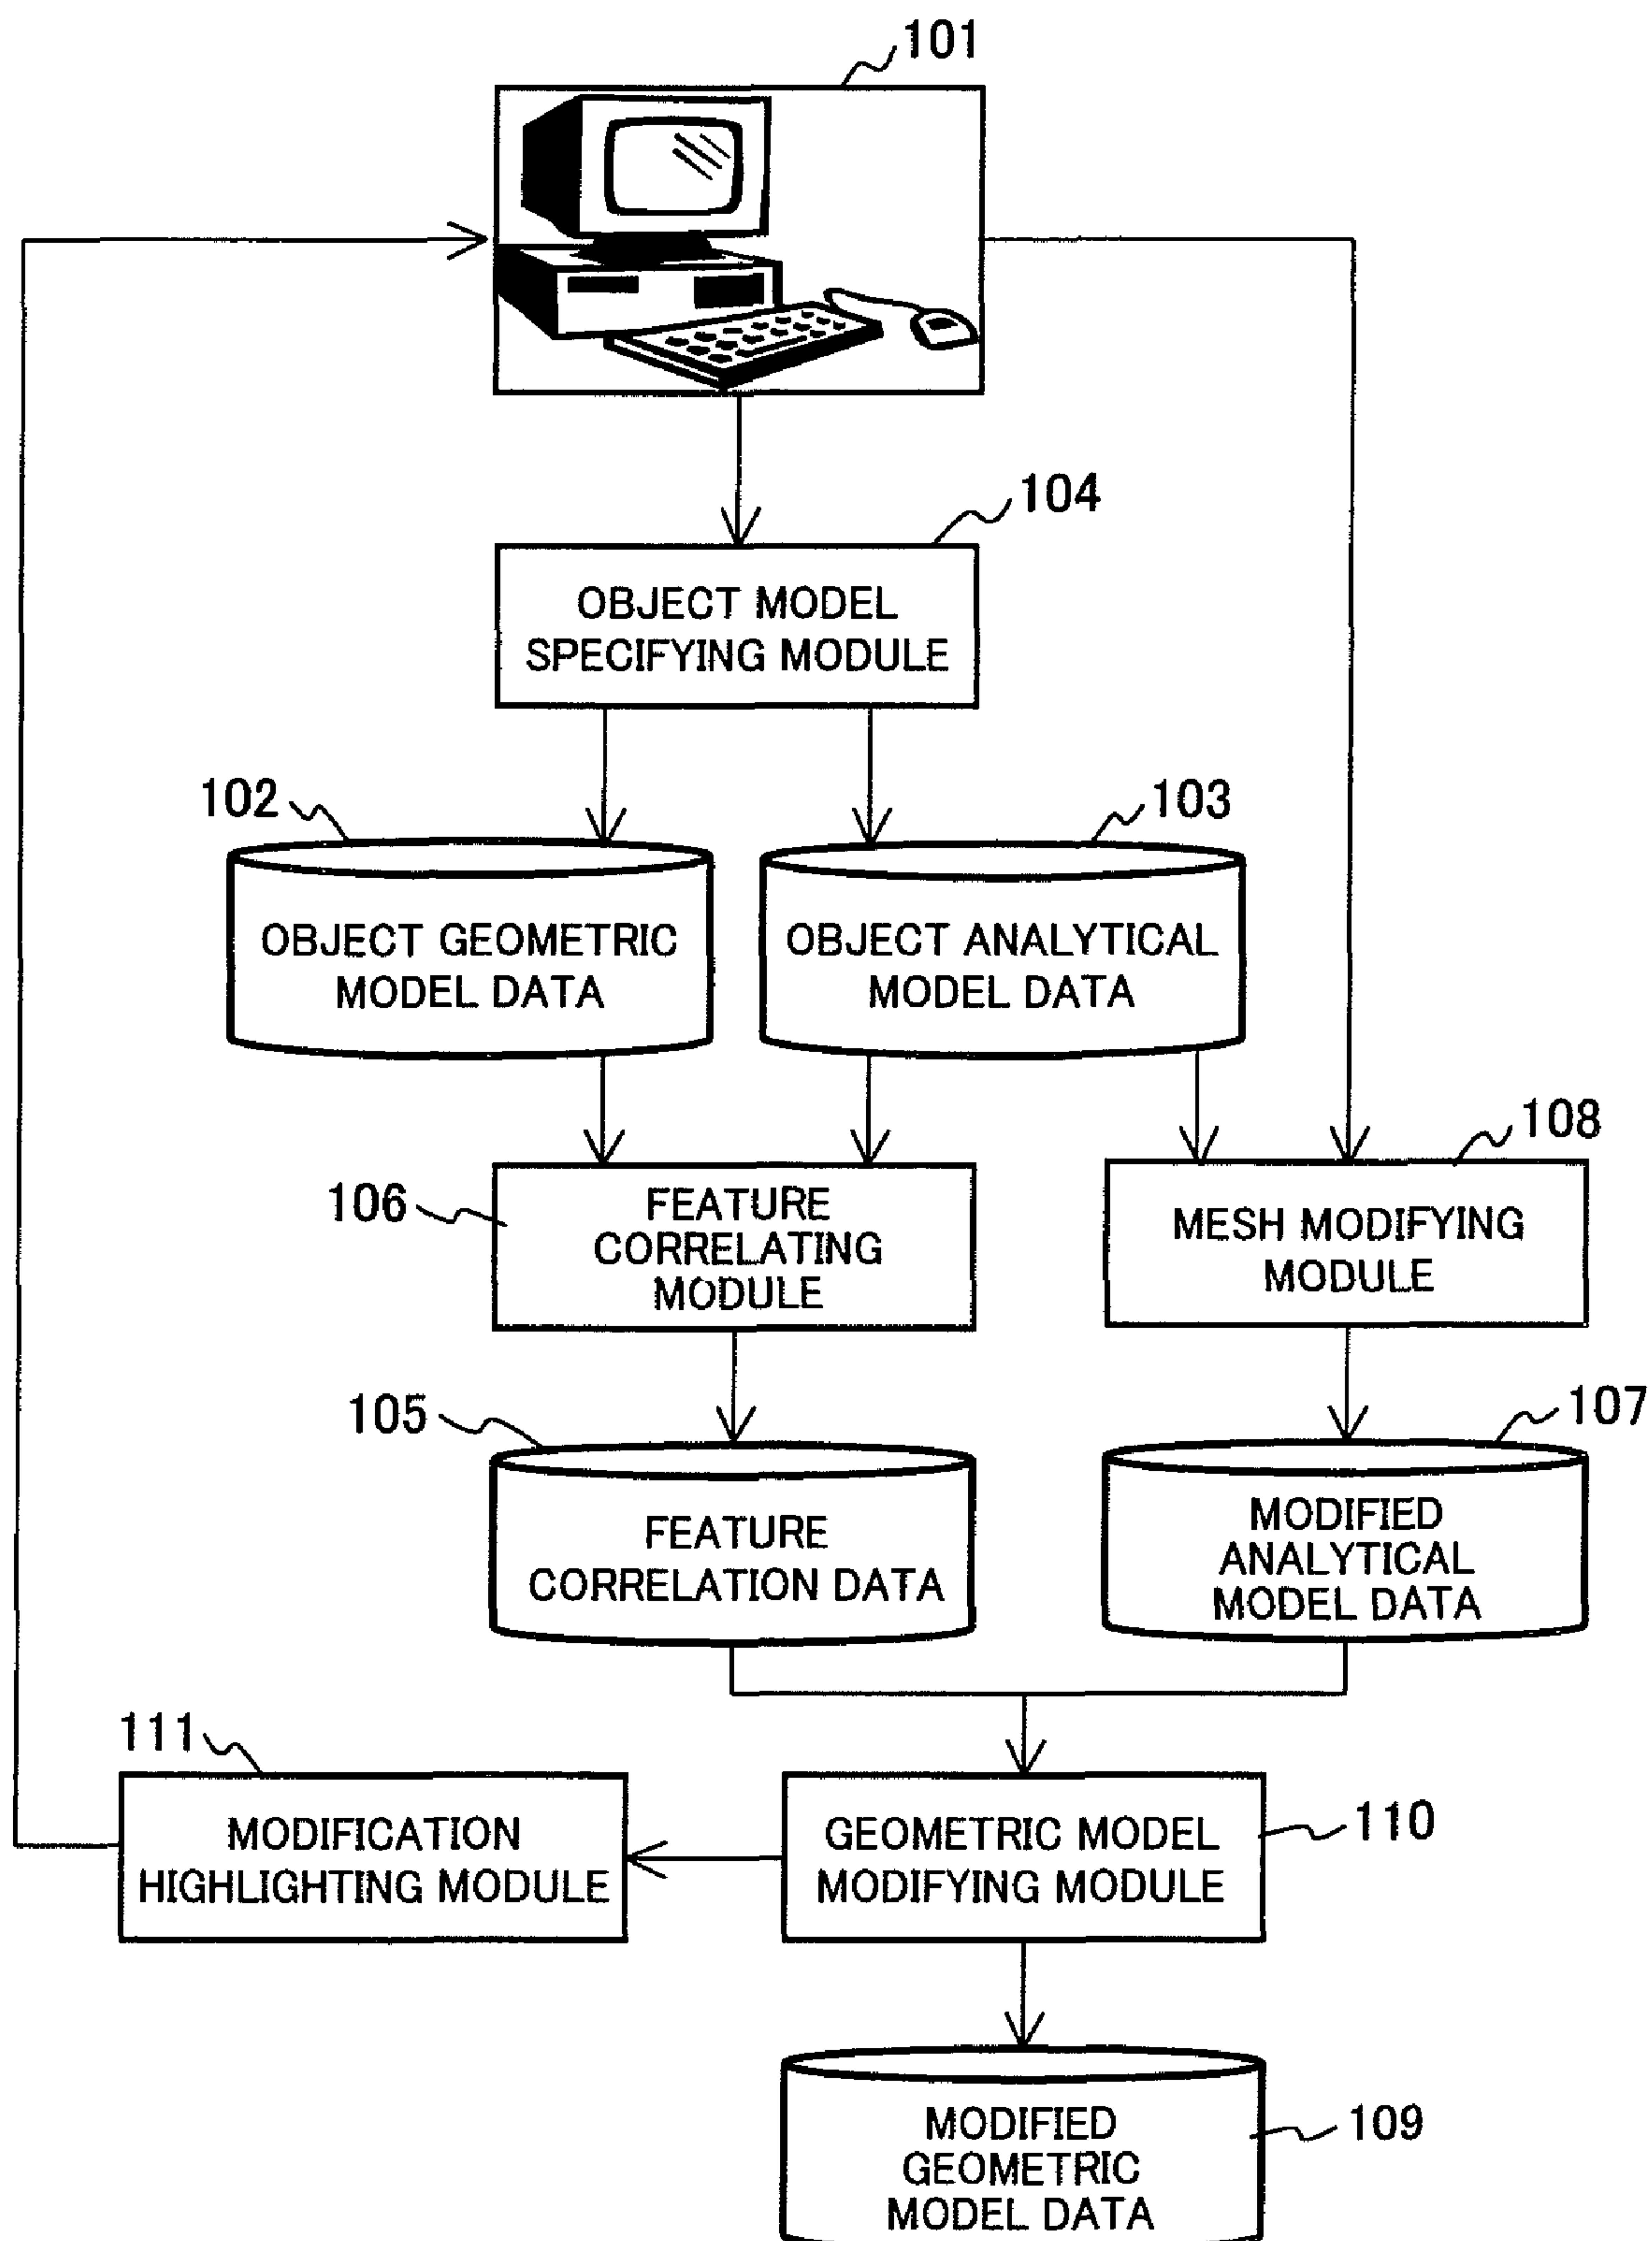 101
104
OBJECT MODEL
SPECIFYING MODULE
102
103
OBJECT GEOMETRIC
MODEL DATA
OBJECT ANALYTICAL
MODEL DATA
108
106
FEATURE
CORRELATING
MODULE
MESH MODIFYING
MODULE
105
107
FEATURE
CORRELATION DATA
MODIFIED
ANALYTICAL
MODEL DATA
111
MODIFICATION
HIGHLIGHTING MODULE
GEOMETRIC MODEL
MODIFYING MODULE
110
MODIFIED
GEOMETRIC
MODEL DATA
109